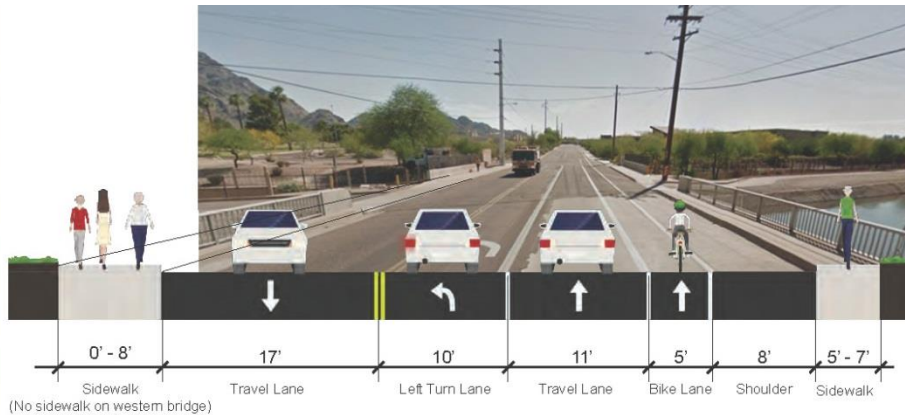 0' - 8'
17'
10'
11'
5'
8'
5' - 7'
Sidewalk
(No sidewalk on western bridge)
Travel Lane
Left Turn Lane
Travel Lane
Bike Lane
Shoulder
Sidewalk